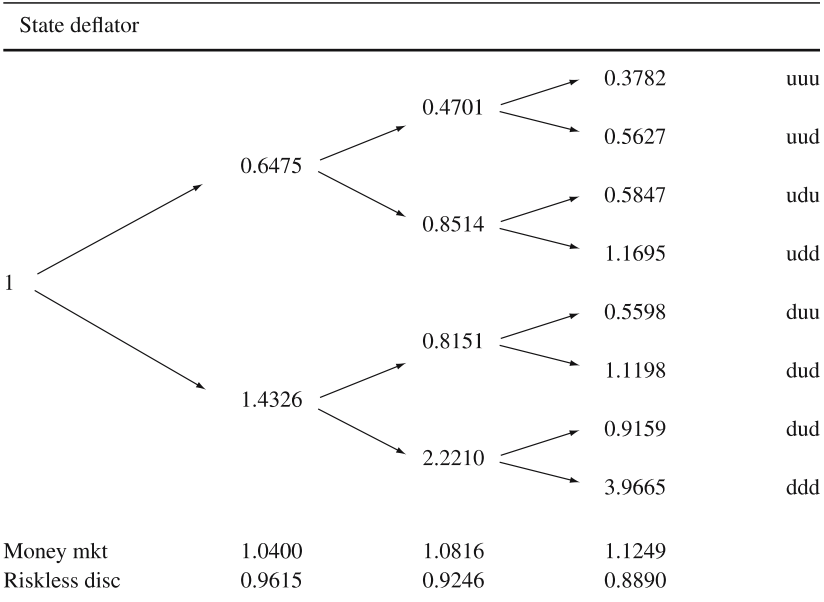 State deflator
0.3782 uuu
0.4701
0.5627 uud
0.6475
0.5847 udu
0.8514
1.1695 udd
1
0.5598 duu
0.8151
1.1198 dud
1.4326
0.9159 dud
2.2210
3.9665 ddd
Money mkt 1.0400 1.0816 1.1249
Riskless disc 0.9615 0.9246 0.8890